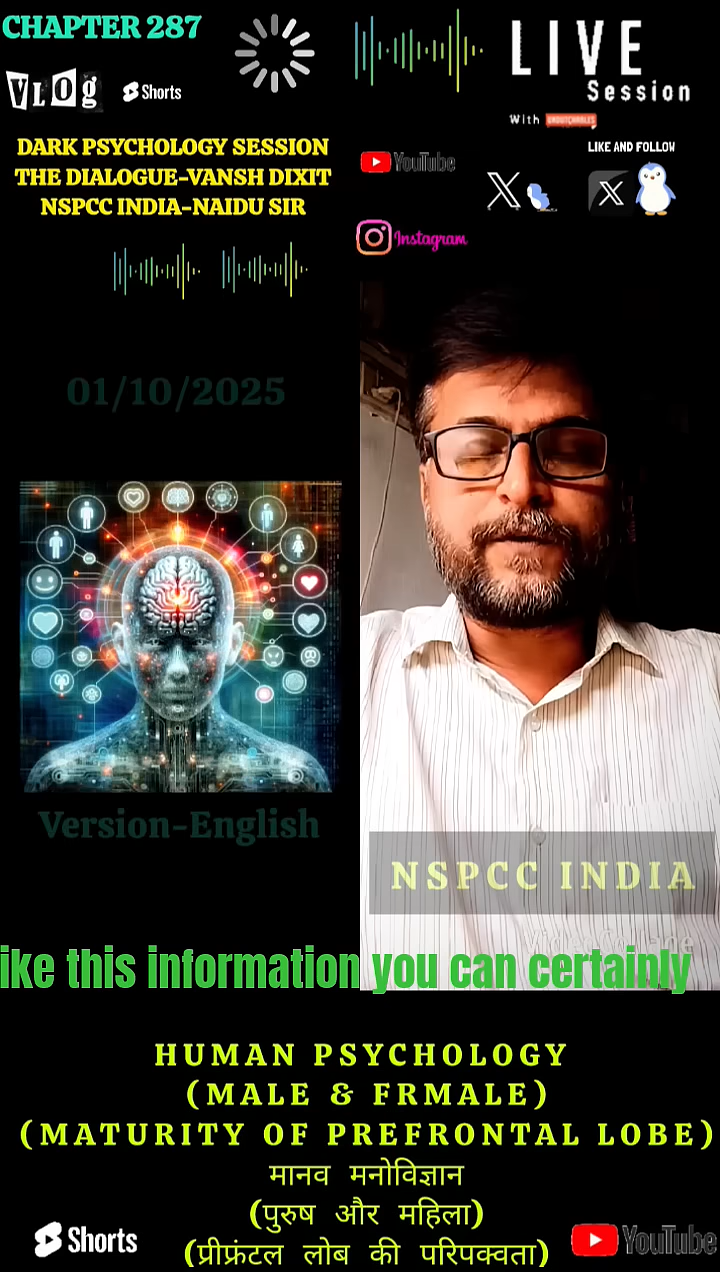 CHAPTER 287
VLog
Shorts
LIVE
Session
With
DARK PSYCHOLOGY SESSION
THE DIALOGUE-VANSH DIXIT
NSPCC INDIA-NAIDU SIR
YouTube
LIKE AND FOLLOW
Instagram
01/10/2025
Version-English
NSPCC INDIA
ike this information you can certainly
HUMAN PSYCHOLOGY
(MALE & FRMALE)
(MATURITY OF PREFRONTAL LOBE)
मानव मनोविज्ञान
(पुरुष और महिला)
(प्रीफ्रंटल लोब की परिपक्वता)
Shorts
YouTube